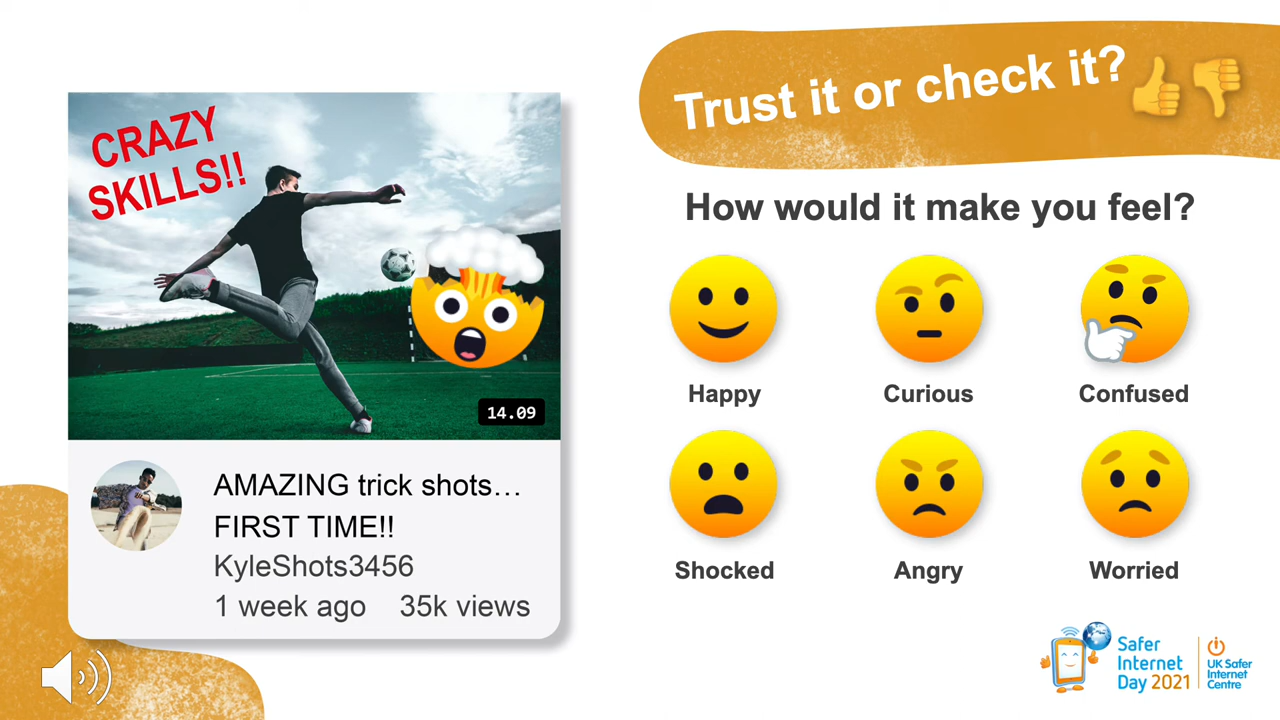 CRAZY
SKILLS!!
14.09
AMAZING trick shots…
FIRST TIME!!
KyleShots3456
1 week ago 35k views
Trust it or check it?
How would it make you feel?
Happy Curious Confused
Shocked Angry Worried
Safer
Internet
Day 2021
UK Safer
Internet
Centre